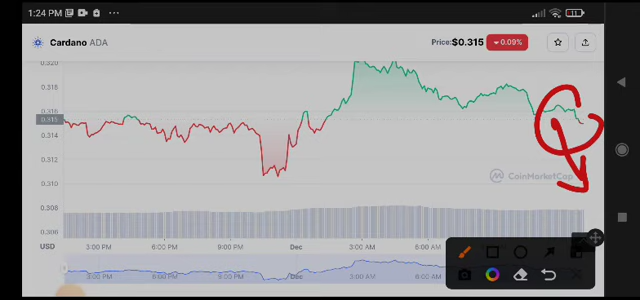 1:24 PM
11
Cardano ADA
Price: $0.315 0.09%
0.320
0.318
0.316
0.315
0.313
0.310
0.308
0.306
CoinMarketCap
USD 3:00 PM 6:00 PM 9:00 PM Dec 3:00 AM 6:00 AM
3:00 PM 6:00 PM 9:00 PM Dec 3:00 AM 6:00 AM